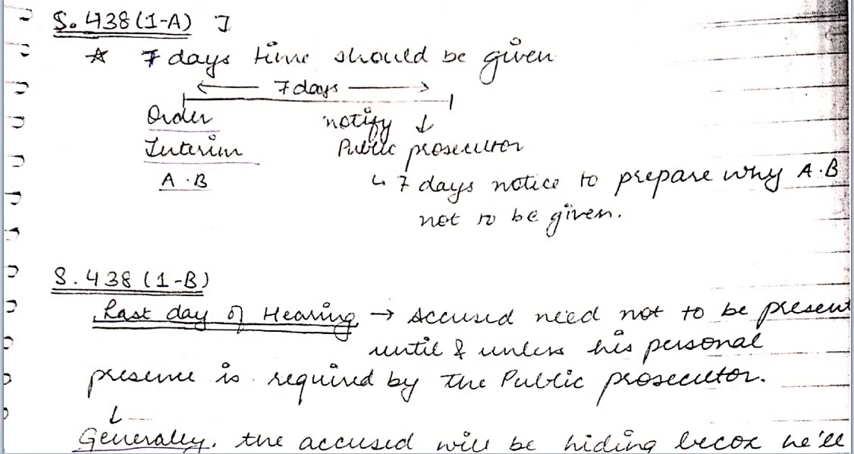 S. 438(1-A) ]
* 7 days time should be given
← 7 days →
Order notify ↓
Interim Public prosecutor
A.B ↳ 7 days notice to prepare why A.B
not to be given.
S. 438 (1-B)
Last day of Hearing → Accused need not to be present
until & unless his personal
presence is required by the Public prosecutor.
↓
Generally, the accused will be hiding becoz he'll